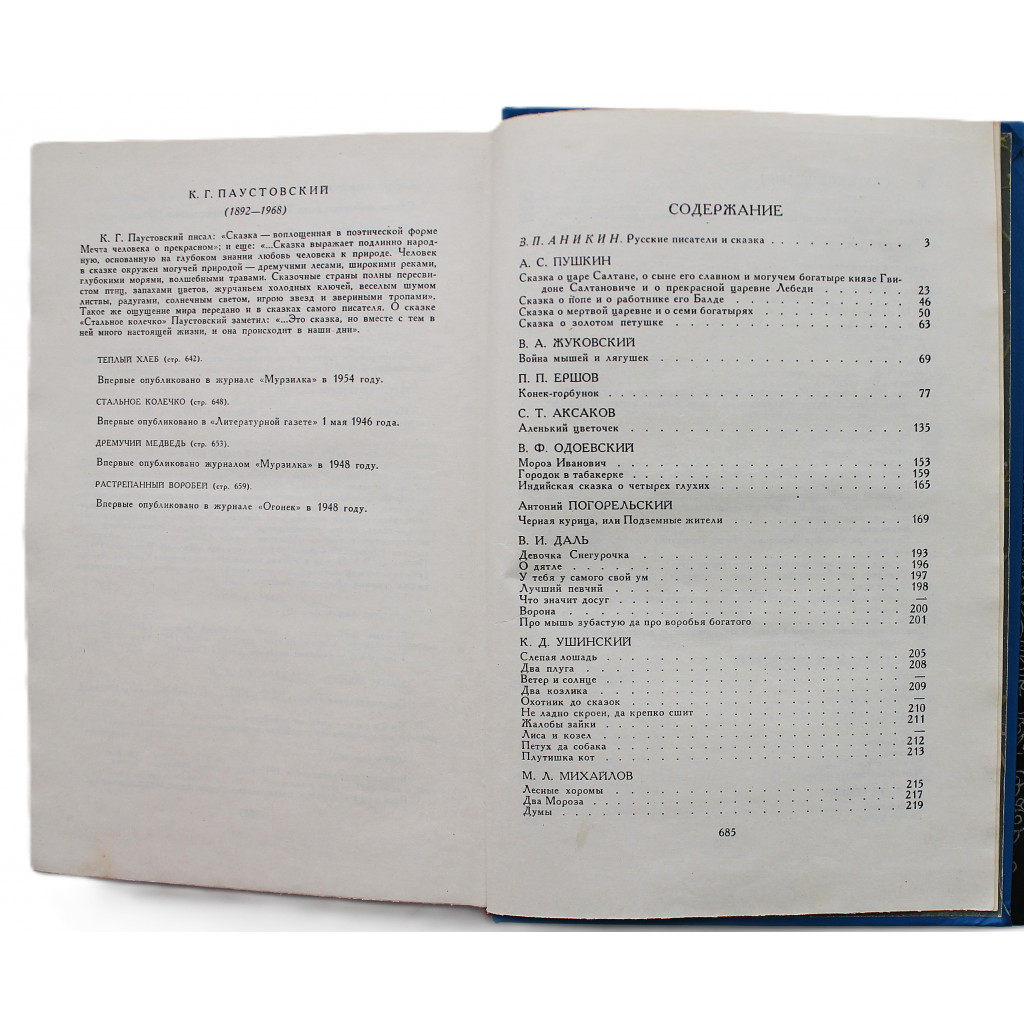 К. Г. ПАУСТОВСКИЙ
(1892—1968)
К. Г. Паустовский писал: «Сказка — воплощенная в поэтической форме
Мечта человека о прекрасном»; и еще: «...Сказка выражает подлинно народ-
ную, основанную на глубоком знании любовь человека к природе. Человек
в сказке окружен могучей природой — дремучими лесами, широкими реками,
глубокими морями, волшебными травами. Сказочные страны полны пересви-
стом птиц, запахами цветов, журчаньем холодных ключей, веселым шумом
листвы, радугами, солнечным светом, игрою звезд и звериными тропами».
Такое же ощущение мира передано и в сказках самого писателя. О сказке
«Стальное колечко» Паустовский заметил: «...Это сказка, но вместе с тем в
ней много настоящей жизни, и она происходит в наши дни».
ТЕПЛЫЙ ХЛЕБ (стр. 642).
Впервые опубликовано в журнале «Мурзилка» в 1954 году.
СТАЛЬНОЕ КОЛЕЧКО (стр. 648).
Впервые опубликовано в «Литературной газете» 1 мая 1946 года.
ДРЕМУЧИЙ МЕДВЕДЬ (стр. 653).
Впервые опубликовано журналом «Мурзилка» в 1948 году.
РАСТРЕПАННЫЙ ВОРОБЕЙ (стр. 659).
Впервые опубликовано в журнале «Огонек» в 1948 году.
СОДЕРЖАНИЕ
В. П. АНИКИН. Русские писатели и сказка . . . . . . . . . . 3
А. С. ПУШКИН
Сказка о царе Салтане, о сыне его славном и могучем богатыре князе Гви-
доне Салтановиче и о прекрасной царевне Лебеди . . . . . . . 23
Сказка о попе и о работнике его Балде . . . . . . . . . . . 46
Сказка о мертвой царевне и о семи богатырях . . . . . . . . . 50
Сказка о золотом петушке . . . . . . . . . . . . . . . 63
В. А. ЖУКОВСКИЙ
Война мышей и лягушек . . . . . . . . . . . . . . . . 69
П. П. ЕРШОВ
Конек-горбунок . . . . . . . . . . . . . . . . . . . 77
С. Т. АКСАКОВ
Аленький цветочек . . . . . . . . . . . . . . . . . . 135
В. Ф. ОДОЕВСКИЙ
Мороз Иванович . . . . . . . . . . . . . . . . . . . 153
Городок в табакерке . . . . . . . . . . . . . . . . . . 159
Индийская сказка о четырех глухих . . . . . . . . . . . . . 165
Антоний ПОГОРЕЛЬСКИЙ
Черная курица, или Подземные жители . . . . . . . . . . . . 169
В. И. ДАЛЬ
Девочка Снегурочка . . . . . . . . . . . . . . . . . 193
О дятле . . . . . . . . . . . . . . . . . . . . . . 196
У тебя у самого свой ум . . . . . . . . . . . . . . . . 197
Лучший певчий . . . . . . . . . . . . . . . . . . . 198
Что значит досуг . . . . . . . . . . . . . . . . . . . —
Ворона . . . . . . . . . . . . . . . . . . . . . . 200
Про мышь зубастую да про воробья богатого . . . . . . . . . . 201
К. Д. УШИНСКИЙ
Слепая лошадь . . . . . . . . . . . . . . . . . . . 205
Два плуга . . . . . . . . . . . . . . . . . . . . . 208
Ветер и солнце . . . . . . . . . . . . . . . . . . . —
Два козлика . . . . . . . . . . . . . . . . . . . . 209
Охотник до сказок . . . . . . . . . . . . . . . . . . —
Не ладно скроен, да крепко сшит . . . . . . . . . . . . . 210
Жалобы зайки . . . . . . . . . . . . . . . . . . . . 211
Лиса и козел . . . . . . . . . . . . . . . . . . . . —
Петух да собака . . . . . . . . . . . . . . . . . . . 212
Плутишка кот . . . . . . . . . . . . . . . . . . . . 213
М. Л. МИХАЙЛОВ
Лесные хоромы . . . . . . . . . . . . . . . . . . . 215
Два Мороза . . . . . . . . . . . . . . . . . . . . . 217
Думы . . . . . . . . . . . . . . . . . . . . . . . 219
685